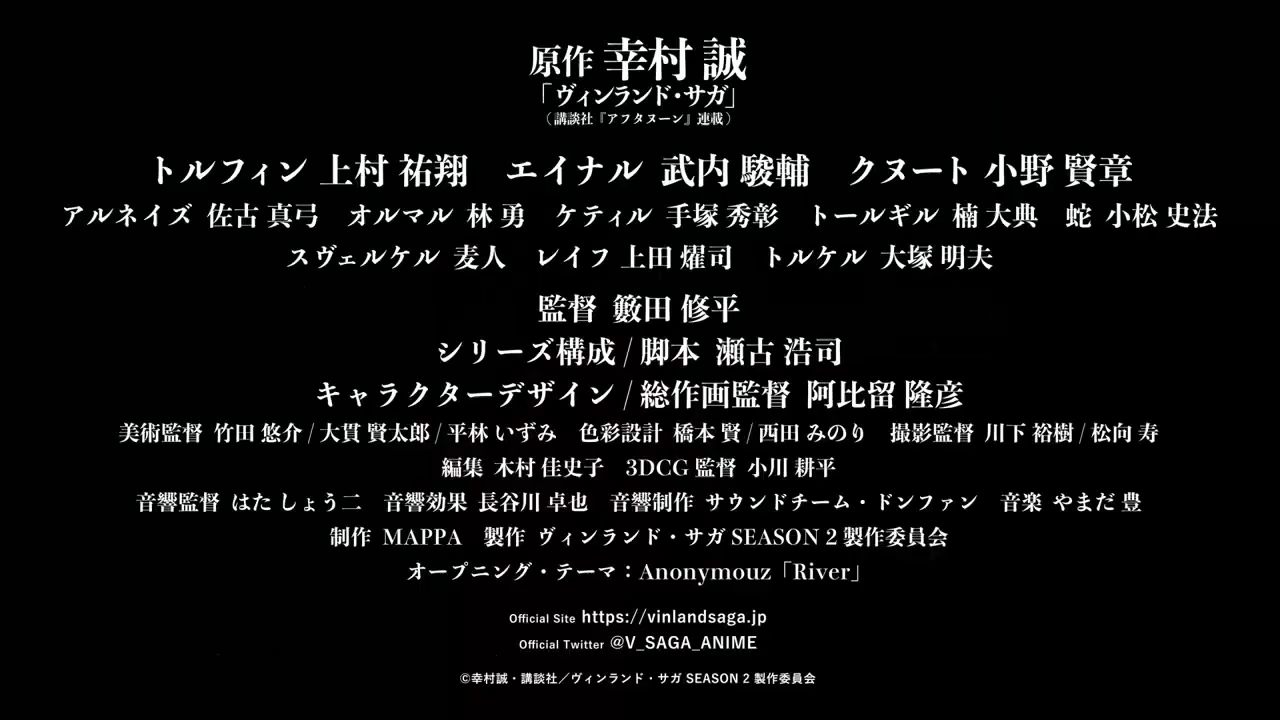 原作 幸村 誠
「ヴィンランド・サガ」
(講談社『アフタヌーン』連載)
トルフィン 上村 祐翔　エイナル 武内 駿輔　クヌート 小野 賢章
アルネイズ 佐古 真弓　オルマル 林 勇　ケティル 手塚 秀彰　トールギル 楠 大典　蛇 小松 史法
スヴェルケル 麦人　レイフ 上田 燿司　トルケル 大塚 明夫
監督 籔田 修平
シリーズ構成 / 脚本 瀬古 浩司
キャラクターデザイン / 総作画監督 阿比留 隆彦
美術監督 竹田 悠介 / 大貫 賢太郎 / 平林 いずみ　色彩設計 橋本 賢 / 西田 みのり　撮影監督 川下 裕樹 / 松向 寿
編集 木村 佳史子　3DCG 監督 小川 耕平
音響監督 はた しょう二　音響効果 長谷川 卓也　音響制作 サウンドチーム・ドンファン　音楽 やまだ 豊
制作 MAPPA　製作 ヴィンランド・サガ SEASON 2 製作委員会
オープニング・テーマ：Anonymouz「River」
Official Site https://vinlandsaga.jp
Official Twitter @V_SAGA_ANIME
©幸村誠・講談社／ヴィンランド・サガ SEASON 2 製作委員会